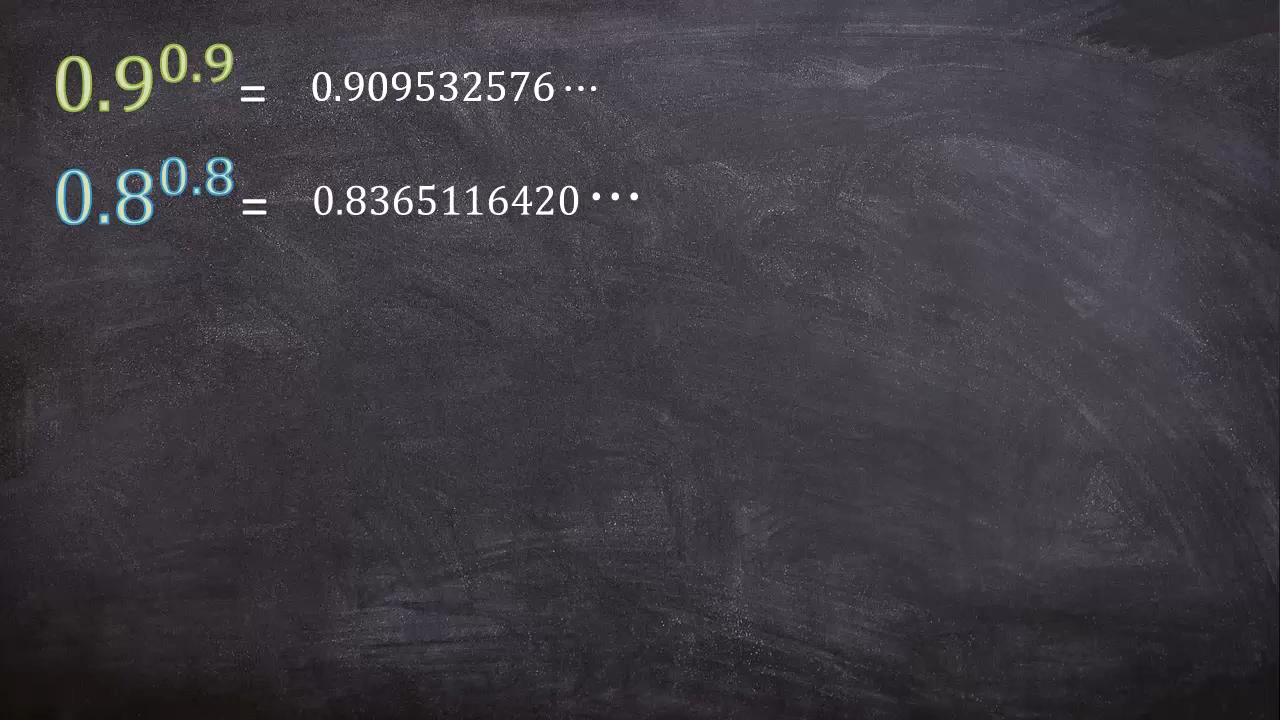 0.9^0.9 = 0.909532576⋯
0.8^0.8 = 0.8365116420⋯